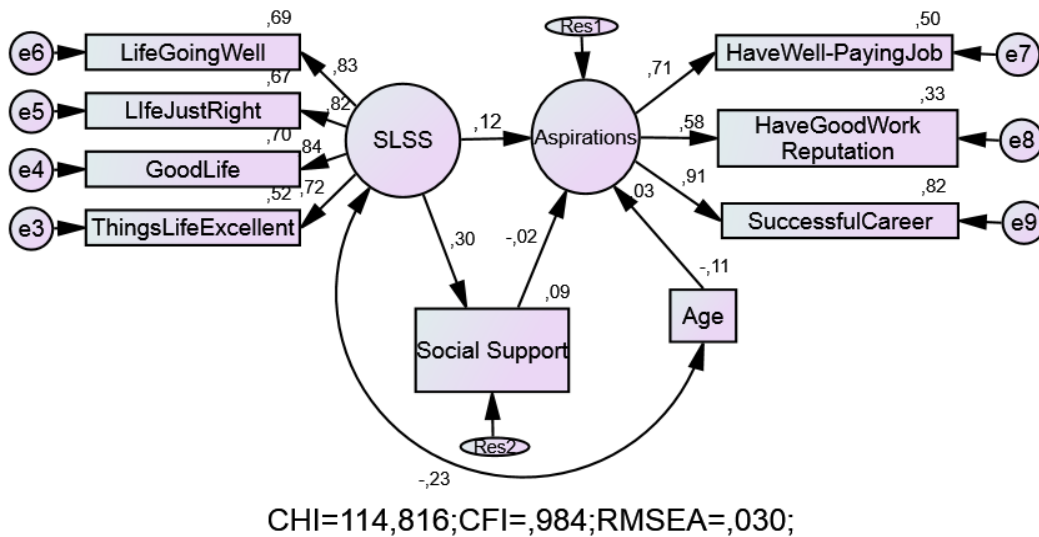 ,69
e6
LifeGoingWell
,83
,67
e5
LIfeJustRight
,82
,70
e4
GoodLife
,84
,52
e3
ThingsLifeExcellent
,72
SLSS
,12
Res1
Aspirations
,71
,50
HaveWell-PayingJob
e7
,58
,33
HaveGoodWork
Reputation
e8
,91
,82
SuccessfulCareer
e9
,03
,30
-,02
-,11
,09
Social Support
Age
Res2
-,23
CHI=114,816;CFI=,984;RMSEA=,030;